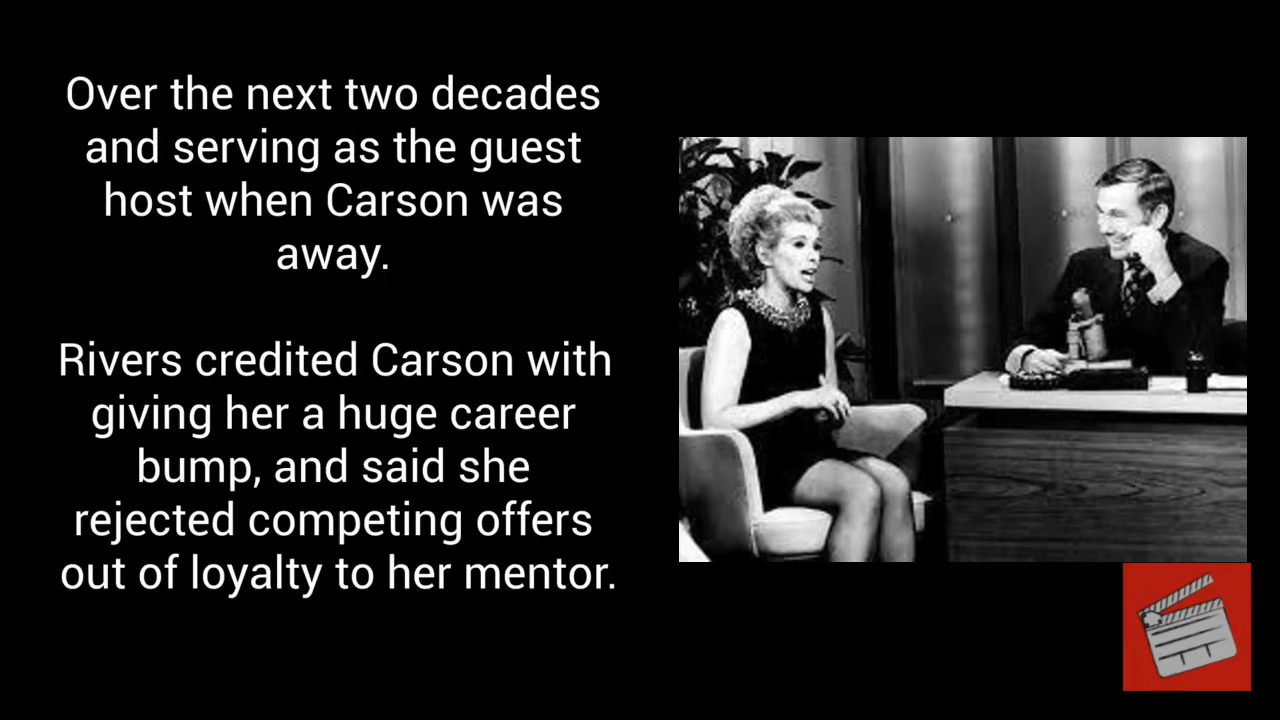 Over the next two decades
and serving as the guest
host when Carson was
away.
Rivers credited Carson with
giving her a huge career
bump, and said she
rejected competing offers
out of loyalty to her mentor.